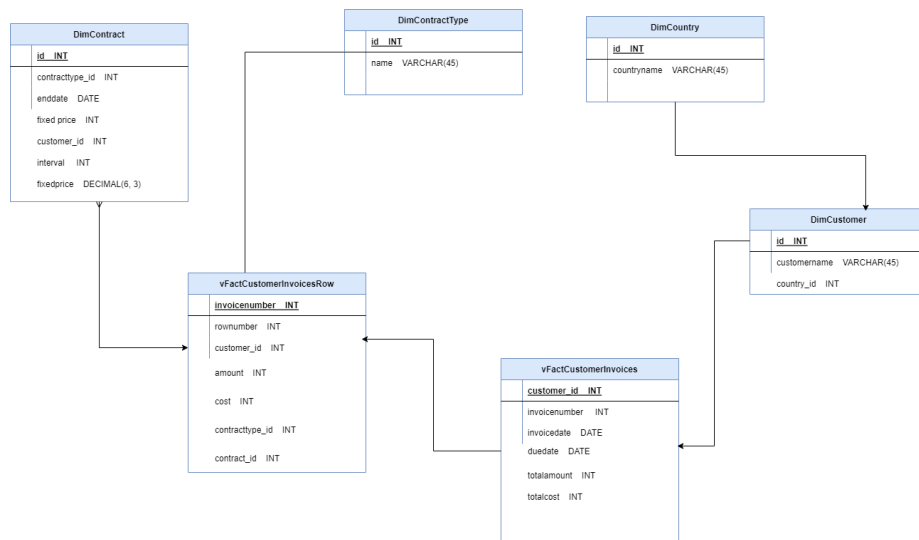 DimContract
id INT
contracttype_id INT
enddate DATE
fixed price INT
customer_id INT
interval INT
fixedprice DECIMAL(6, 3)
DimContractType
id INT
name VARCHAR(45)
DimCountry
id INT
countryname VARCHAR(45)
DimCustomer
id INT
customername VARCHAR(45)
country_id INT
vFactCustomerInvoicesRow
invoicenumber INT
rownumber INT
customer_id INT
amount INT
cost INT
contracttype_id INT
contract_id INT
vFactCustomerInvoices
customer_id INT
invoicenumber INT
invoicedate DATE
duedate DATE
totalamount INT
totalcost INT